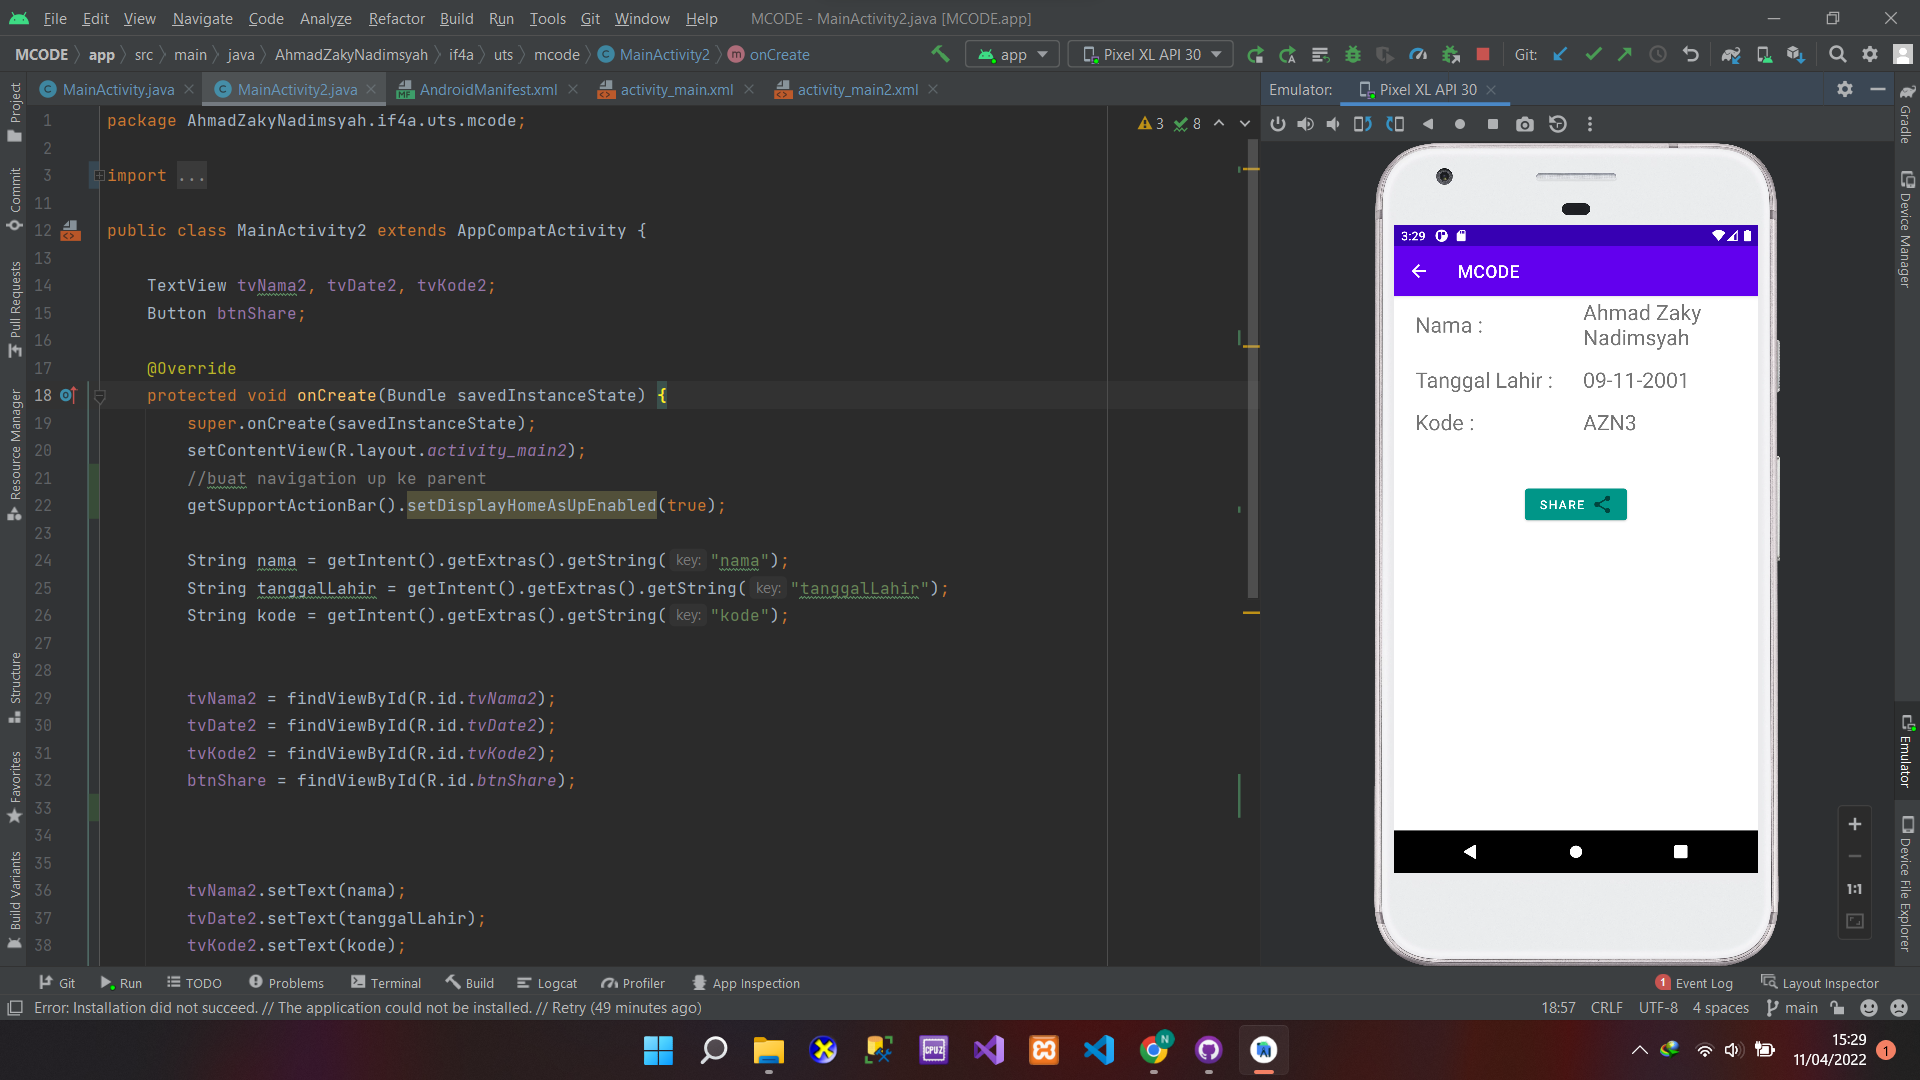 File Edit View Navigate Code Analyze Refactor Build Run Tools Git Window Help MCODE - MainActivity2.java [MCODE.app]
MCODE app src main java AhmadZakyNadimsyah if4a uts mcode MainActivity2 onCreate app Pixel XL API 30 Git:
MainActivity.java MainActivity2.java AndroidManifest.xml activity_main.xml activity_main2.xml
Emulator: Pixel XL API 30
3 8
1 package AhmadZakyNadimsyah.if4a.uts.mcode;
2
3 import ...
11
12 public class MainActivity2 extends AppCompatActivity {
13
14 TextView tvNama2, tvDate2, tvKode2;
15 Button btnShare;
16
17 @Override
18 protected void onCreate(Bundle savedInstanceState) {
19 super.onCreate(savedInstanceState);
20 setContentView(R.layout.activity_main2);
21 //buat navigation up ke parent
22 getSupportActionBar().setDisplayHomeAsUpEnabled(true);
23
24 String nama = getIntent().getExtras().getString( key: "nama");
25 String tanggalLahir = getIntent().getExtras().getString( key: "tanggalLahir");
26 String kode = getIntent().getExtras().getString( key: "kode");
27
28
29 tvNama2 = findViewById(R.id.tvNama2);
30 tvDate2 = findViewById(R.id.tvDate2);
31 tvKode2 = findViewById(R.id.tvKode2);
32 btnShare = findViewById(R.id.btnShare);
33
34
35
36 tvNama2.setText(nama);
37 tvDate2.setText(tanggalLahir);
38 tvKode2.setText(kode);
Project
Commit
Pull Requests
Resource Manager
Structure
Favorites
Build Variants
3:29
MCODE
Nama : Ahmad Zaky Nadimsyah
Tanggal Lahir : 09-11-2001
Kode : AZN3
SHARE
Gradle
Device Manager
Emulator
Device File Explorer
1:1
Git Run TODO Problems Terminal Build Logcat Profiler App Inspection 1 Event Log Layout Inspector
Error: Installation did not succeed. // The application could not be installed. // Retry (49 minutes ago) 18:57 CRLF UTF-8 4 spaces main
CPUZ
N
15:29
11/04/2022
1